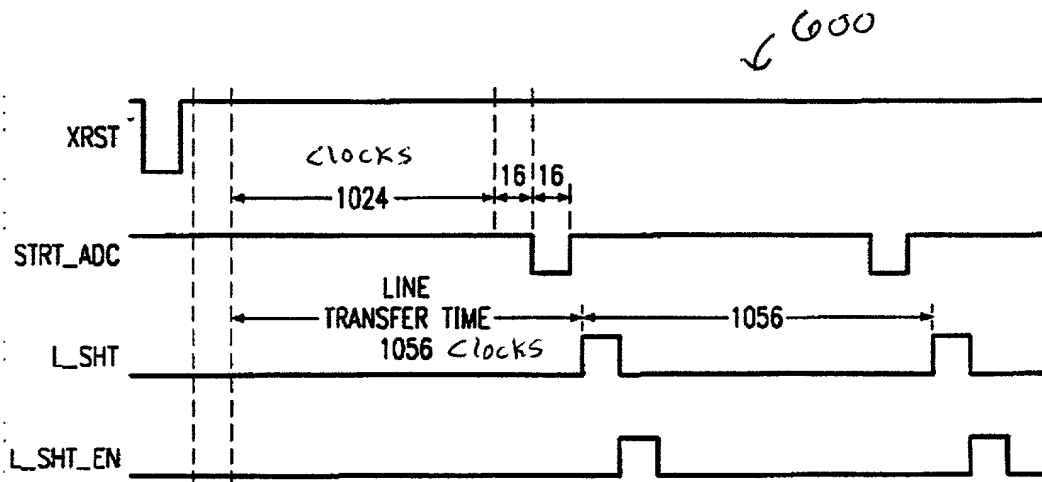 600
XRST
clocks
16 16
1024
STRT_ADC
LINE
TRANSFER TIME
1056 clocks
1056
L_SHT
L_SHT_EN